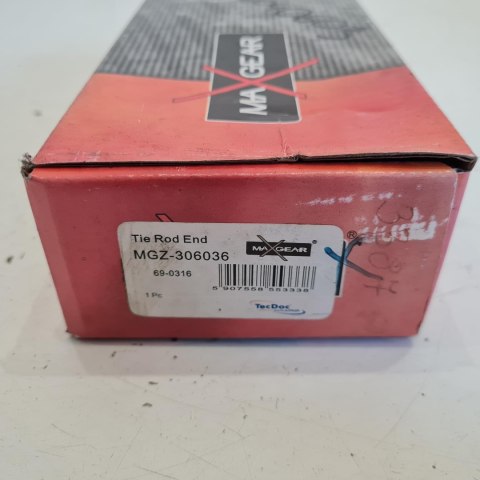 MAXGEAR
Tie Rod End
MGZ-306036
MAXGEAR ®
69-0316
5 907558 553338
1 Pc
TecDoc